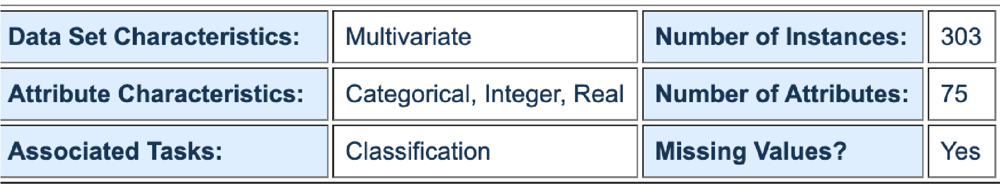 Data Set Characteristics: Multivariate Number of Instances: 303
Attribute Characteristics: Categorical, Integer, Real Number of Attributes: 75
Associated Tasks: Classification Missing Values? Yes